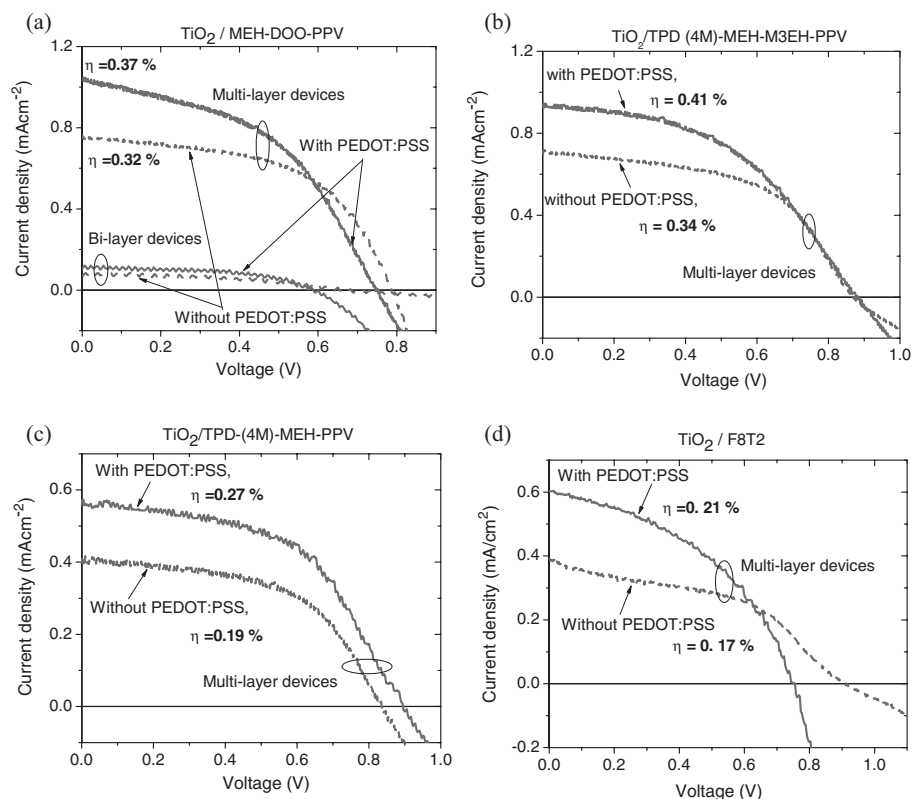 (a)
TiO2 / MEH-DOO-PPV
1.2
0.8
0.4
0.0
Current density (mAcm-2)
η =0.37 %
Multi-layer devices
With PEDOT:PSS
η =0.32 %
Bi-layer devices
Without PEDOT:PSS
0.0 0.2 0.4 0.6 0.8
Voltage (V)
(b)
TiO2/TPD (4M)-MEH-M3EH-PPV
1.2
0.8
0.4
0.0
Current density (mAcm-2)
with PEDOT:PSS,
η =0.41 %
without PEDOT:PSS,
η =0.34 %
Multi-layer devices
0.0 0.2 0.4 0.6 0.8 1.0
Voltage (V)
(c)
TiO2/TPD-(4M)-MEH-PPV
0.6
0.4
0.2
0.0
Current density (mAcm-2)
With PEDOT:PSS,
η =0.27 %
Without PEDOT:PSS,
η =0.19 %
Multi-layer devices
0.0 0.2 0.4 0.6 0.8 1.0
Voltage (V)
(d)
TiO2 / F8T2
0.6
0.4
0.2
0.0
-0.2
Current density (mA/cm2)
With PEDOT:PSS
η =0. 21 %
Multi-layer devices
Without PEDOT:PSS
η =0. 17 %
0.0 0.2 0.4 0.6 0.8 1.0
Voltage (V)